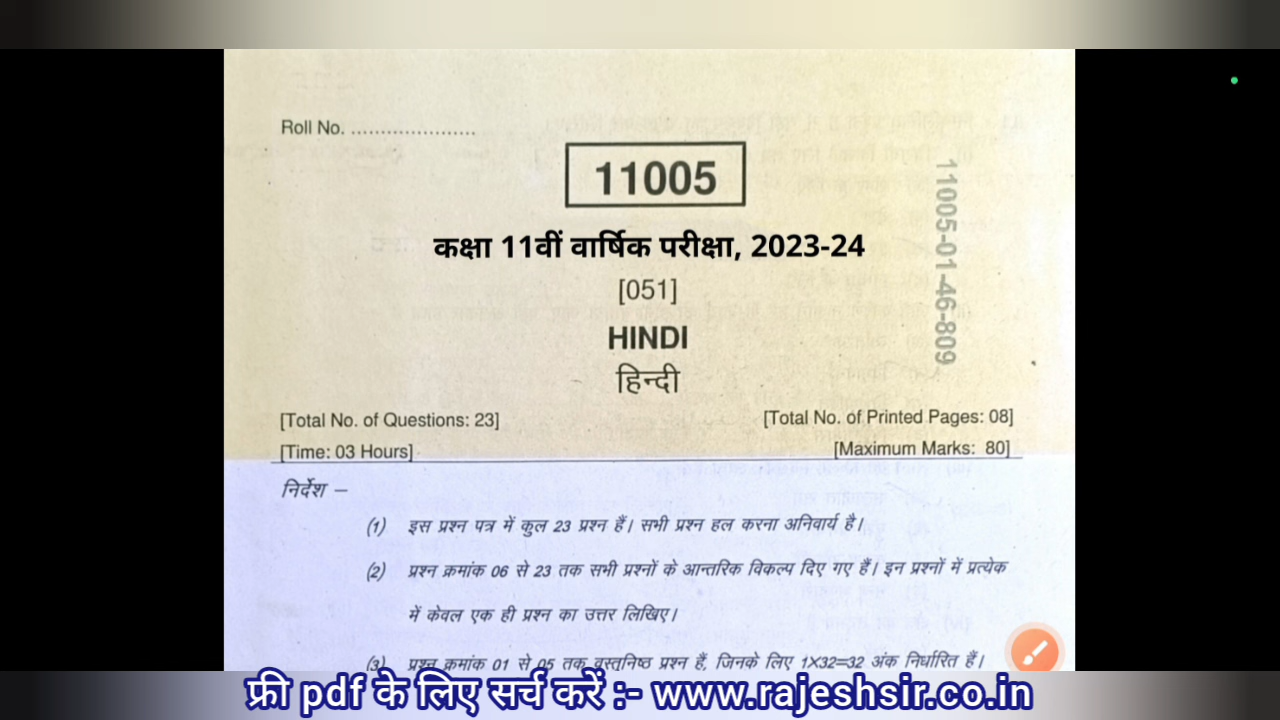 Roll No. ......................
11005
11005-01-46-809
कक्षा 11वीं वार्षिक परीक्षा, 2023-24
[051]
HINDI
हिन्दी
[Total No. of Questions: 23] [Total No. of Printed Pages: 08]
[Time: 03 Hours] [Maximum Marks: 80]
निर्देश –
(1) इस प्रश्न पत्र में कुल 23 प्रश्न हैं। सभी प्रश्न हल करना अनिवार्य है।
(2) प्रश्न क्रमांक 06 से 23 तक सभी प्रश्नों के आन्तरिक विकल्प दिए गए हैं। इन प्रश्नों में प्रत्येक
में केवल एक ही प्रश्न का उत्तर लिखिए।
(3) प्रश्न क्रमांक 01 से 05 तक वस्तुनिष्ठ प्रश्न हैं, जिनके लिए 1X32=32 अंक निर्धारित हैं।
फ्री pdf के लिए सर्च करें :- www.rajeshsir.co.in